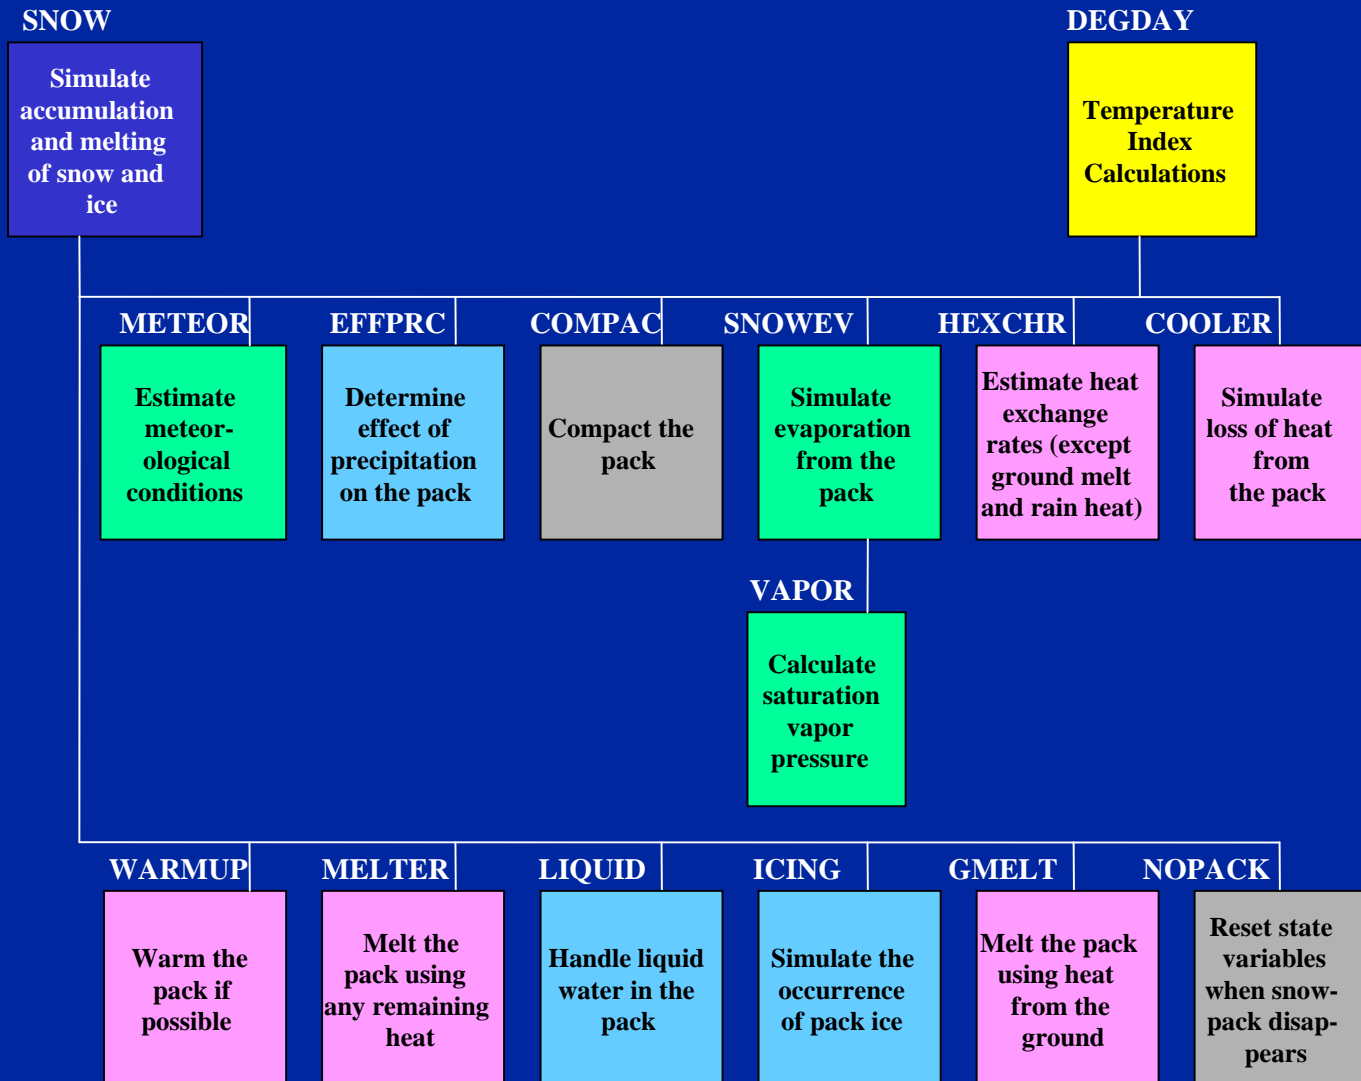 SNOW
Simulate
accumulation
and melting
of snow and
ice
DEGDAY
Temperature
Index
Calculations
METEOR
Estimate
meteor-
ological
conditions
EFFPRC
Determine
effect of
precipitation
on the pack
COMPAC
Compact the
pack
SNOWEV
Simulate
evaporation
from the
pack
HEXCHR
Estimate heat
exchange
rates (except
ground melt
and rain heat)
COOLER
Simulate
loss of heat
from
the pack
VAPOR
Calculate
saturation
vapor
pressure
WARMUP
Warm the
pack if
possible
MELTER
Melt the
pack using
any remaining
heat
LIQUID
Handle liquid
water in the
pack
ICING
Simulate the
occurrence
of pack ice
GMELT
Melt the pack
using heat
from the
ground
NOPACK
Reset state
variables
when snow-
pack disap-
pears